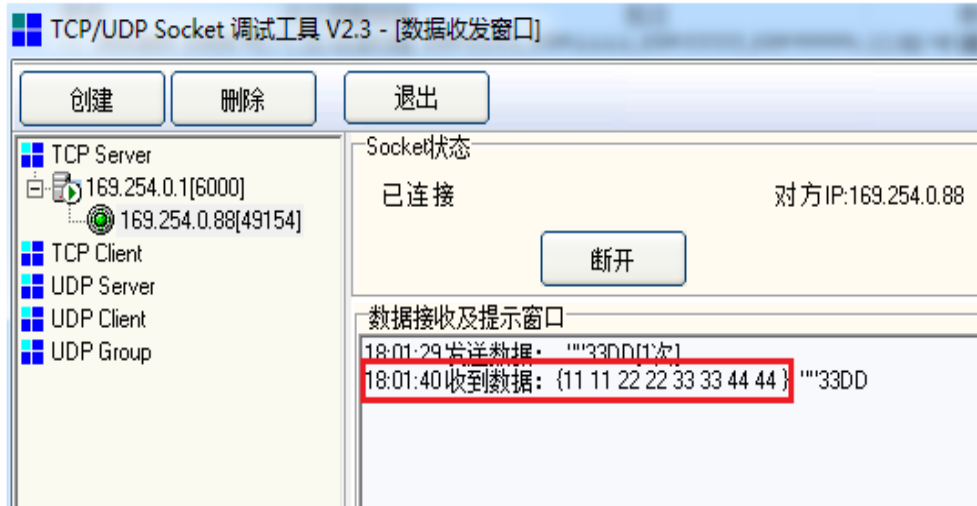 TCP/UDP Socket 调试工具 V2.3 - [数据收发窗口]
创建 删除 退出
TCP Server
169.254.0.1[6000]
169.254.0.88[49154]
TCP Client
UDP Server
UDP Client
UDP Group
Socket状态
已连接 对方IP:169.254.0.88
断开
数据接收及提示窗口
18:01:29发送数据: ""33DD[1次]
18:01:40收到数据: {11 11 22 22 33 33 44 44 } ""33DD